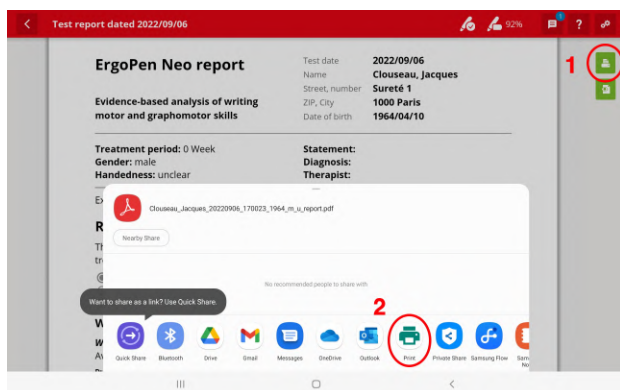 Test report dated 2022/09/06
92%
?
1
ErgoPen Neo report
Test date 2022/09/06
Name Clouseau, Jacques
Street, number Sureté 1
Evidence-based analysis of writing ZIP, City 1000 Paris
motor and graphomotor skills Date of birth 1964/04/10
Treatment period: 0 Week Statement:
Gender: male Diagnosis:
Handedness: unclear Therapist:
Clouseau_Jacques_20220906_170023_1964_m_u_report.pdf
Nearby Share
No recommended people to share with
Want to share as a link? Use Quick Share.
2
Quick Share Bluetooth Drive Gmail Messages OneDrive Outlook Print Private Share Samsung Flow